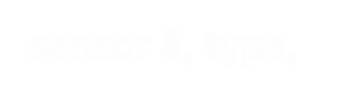 sensor 8, type,